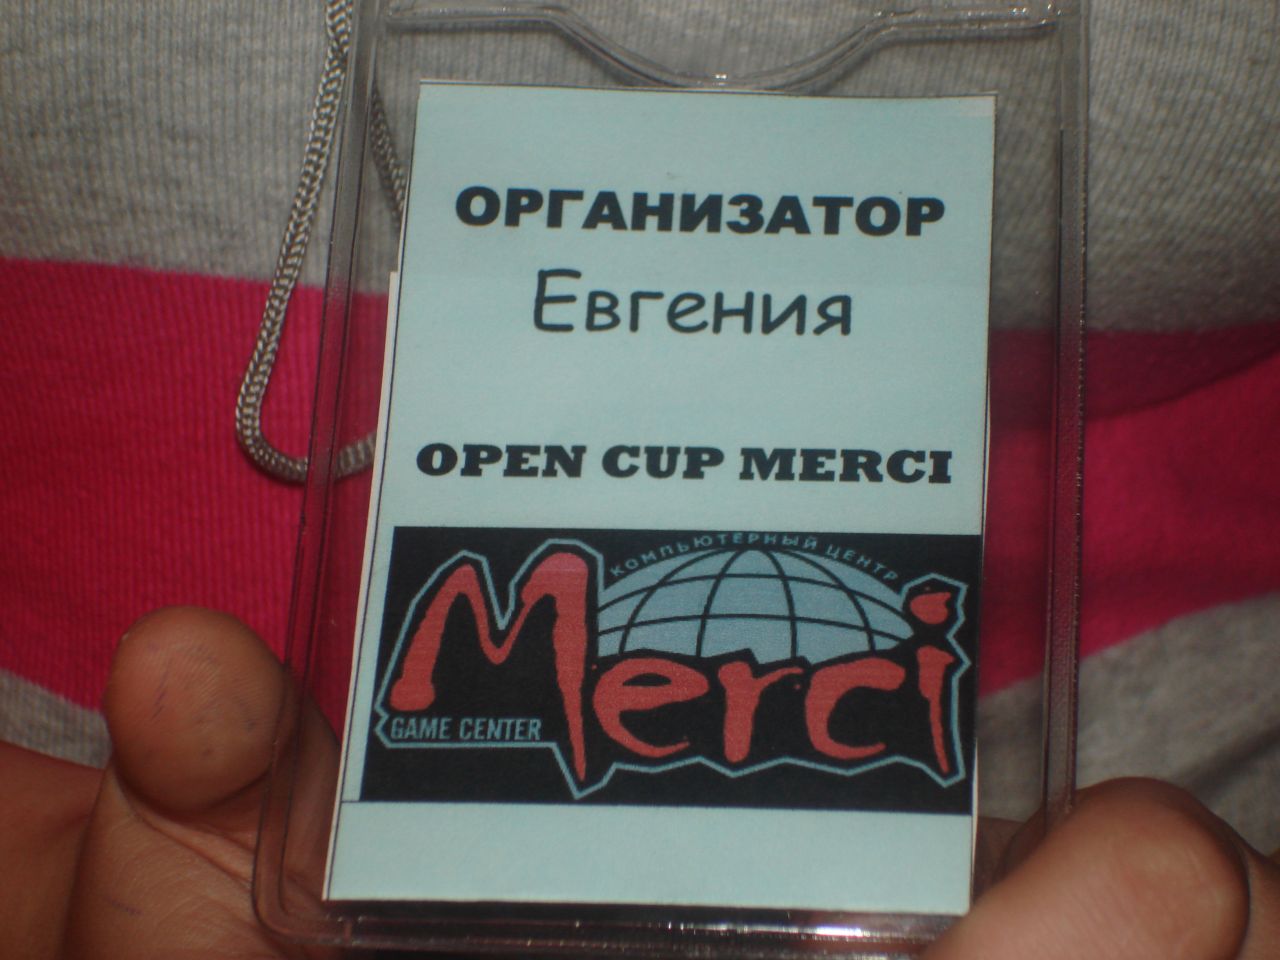 ОРГАНИЗАТОР
Евгения
OPEN CUP MERCI
КОМПЬЮТЕРНЫЙ ЦЕНТР
Merci
GAME CENTER